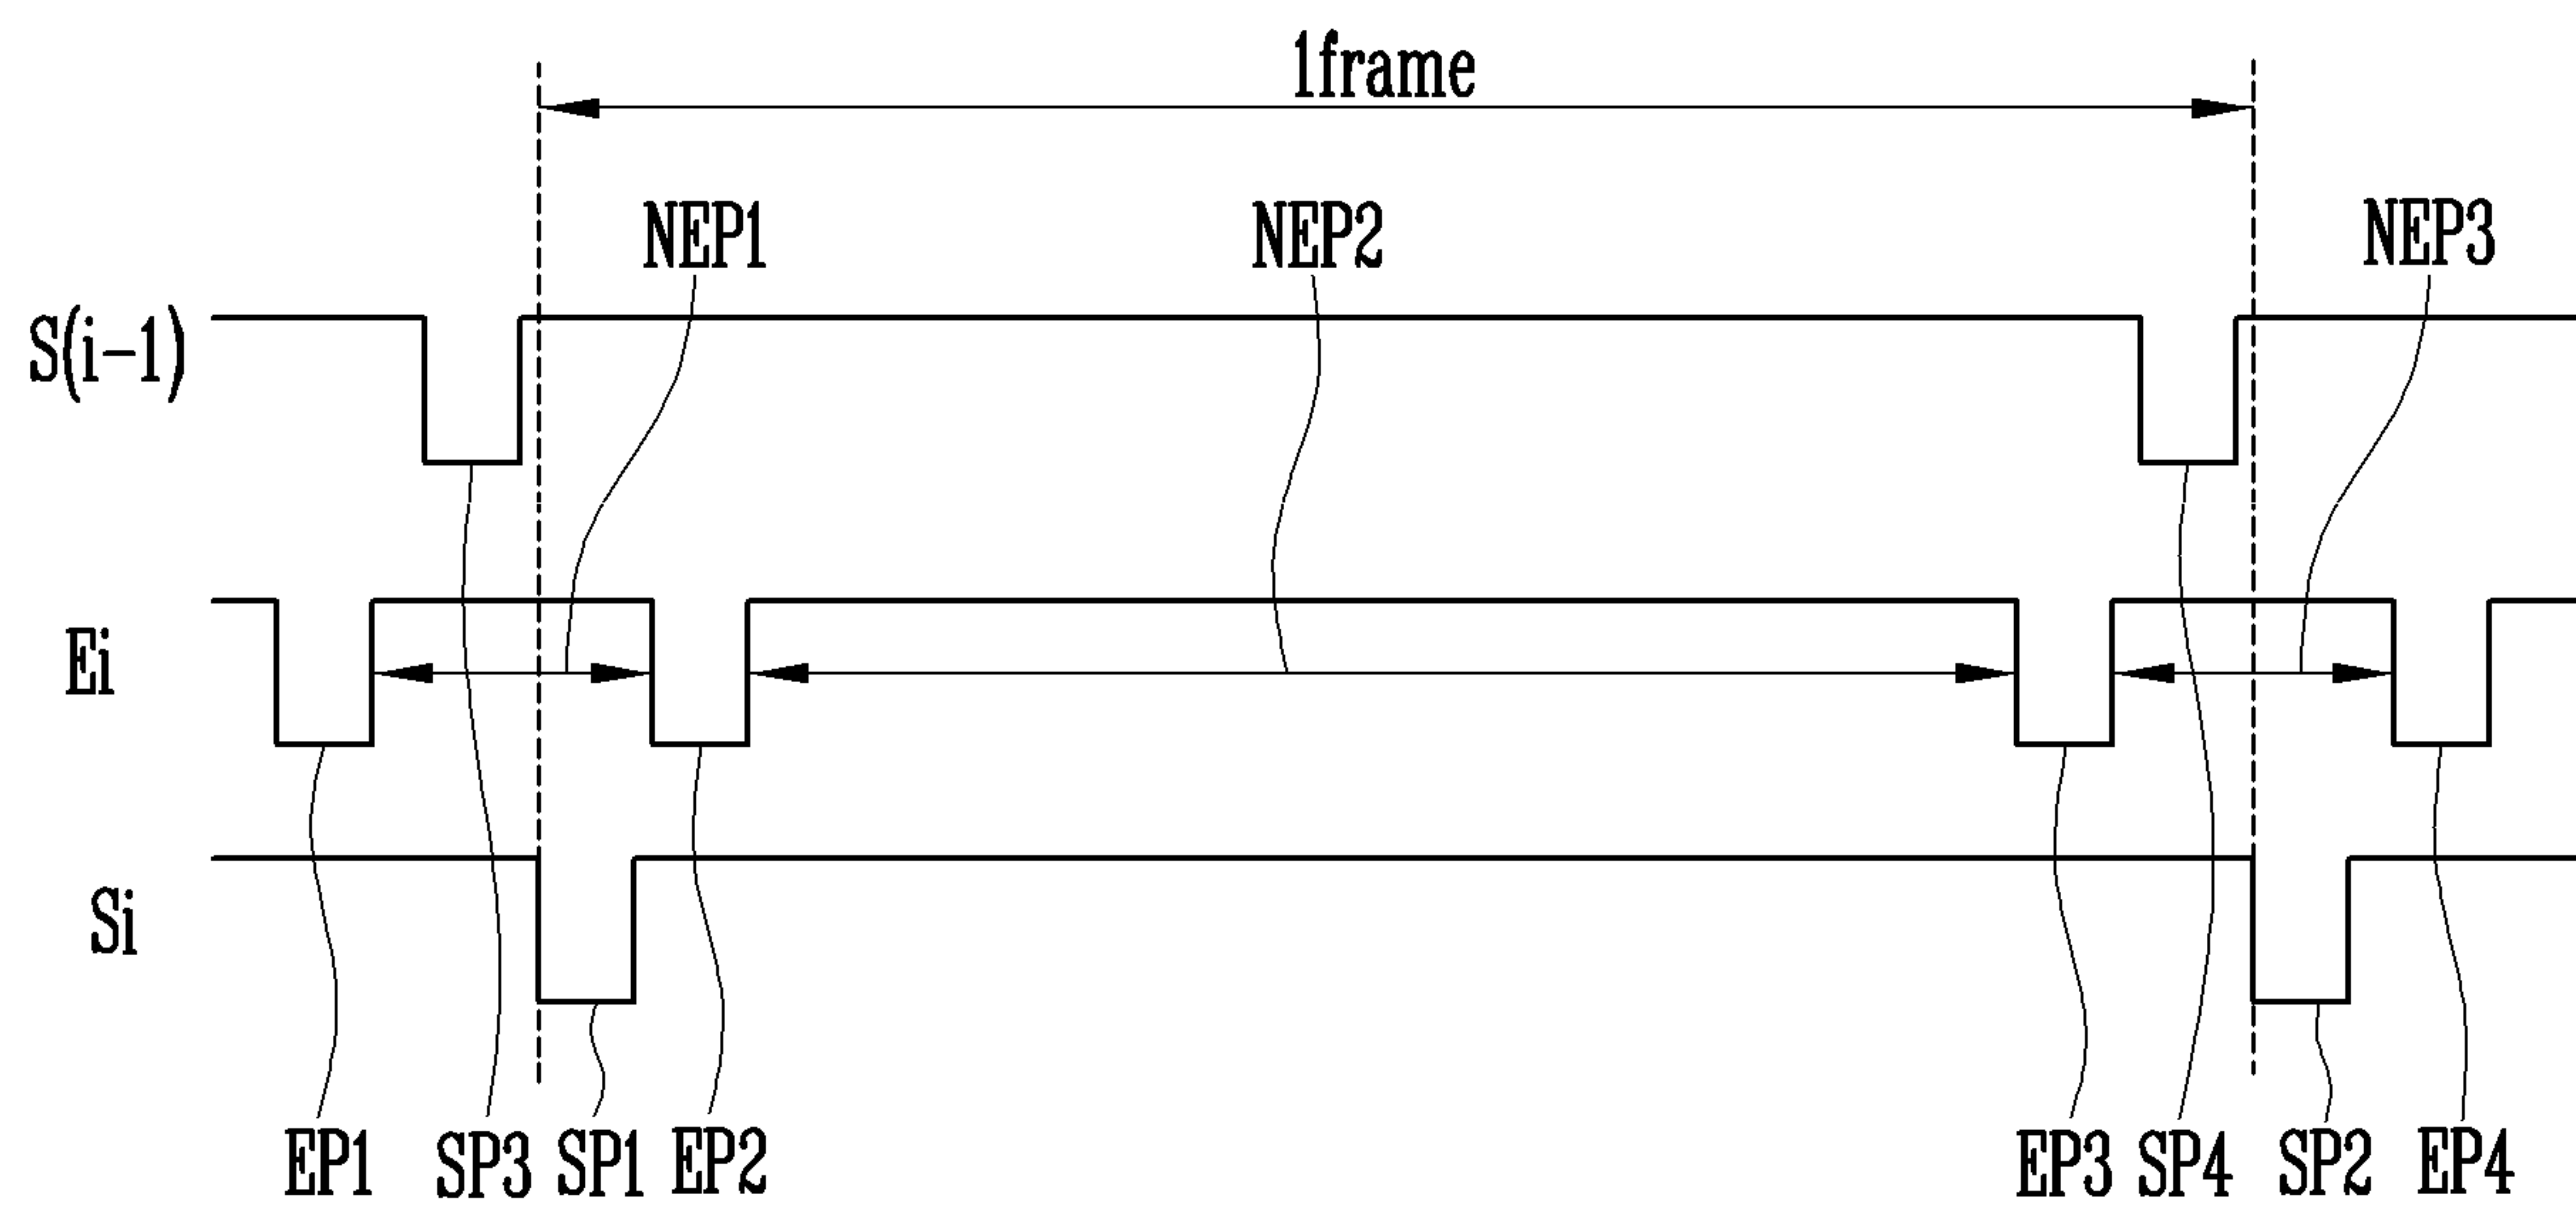 1frame
NEP1 NEP2 NEP3
S(i-1)
Ei
Si
EP1 SP3 SP1 EP2 EP3 SP4 SP2 EP4